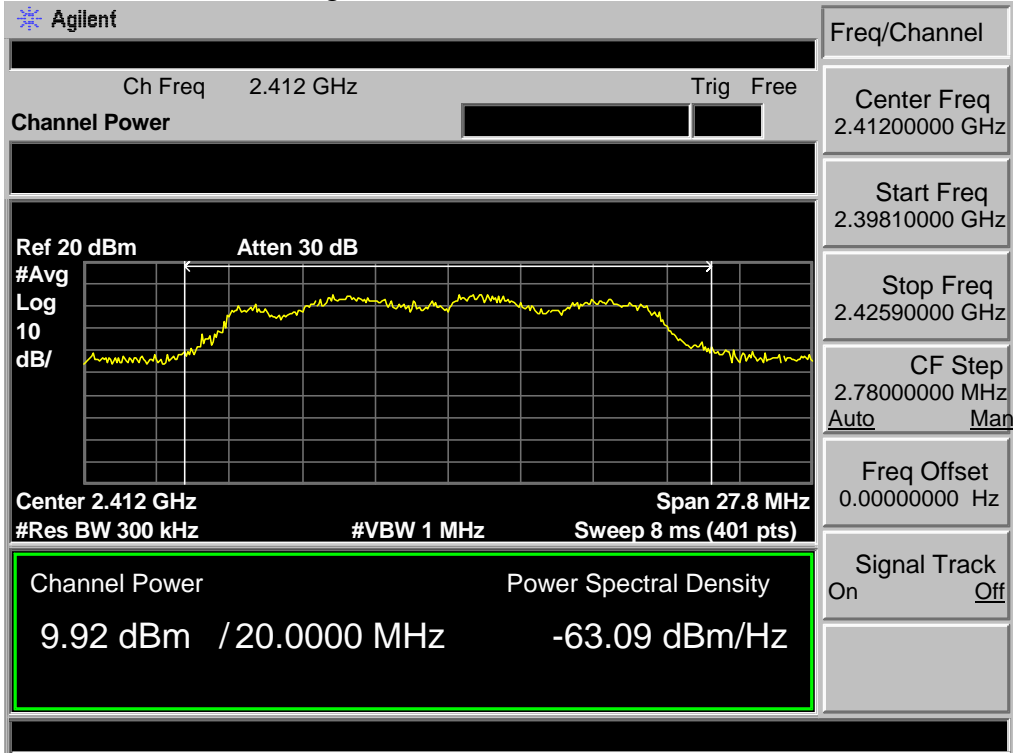 Agilent
Freq/Channel
Ch Freq 2.412 GHz Trig Free
Channel Power
Center Freq
2.41200000 GHz
Start Freq
2.39810000 GHz
Ref 20 dBm Atten 30 dB
#Avg
Log
10
dB/
Stop Freq
2.42590000 GHz
CF Step
2.78000000 MHz
Auto Man
Freq Offset
0.00000000 Hz
Center 2.412 GHz Span 27.8 MHz
#Res BW 300 kHz #VBW 1 MHz Sweep 8 ms (401 pts)
Signal Track
On Off
Channel Power Power Spectral Density
9.92 dBm / 20.0000 MHz -63.09 dBm/Hz